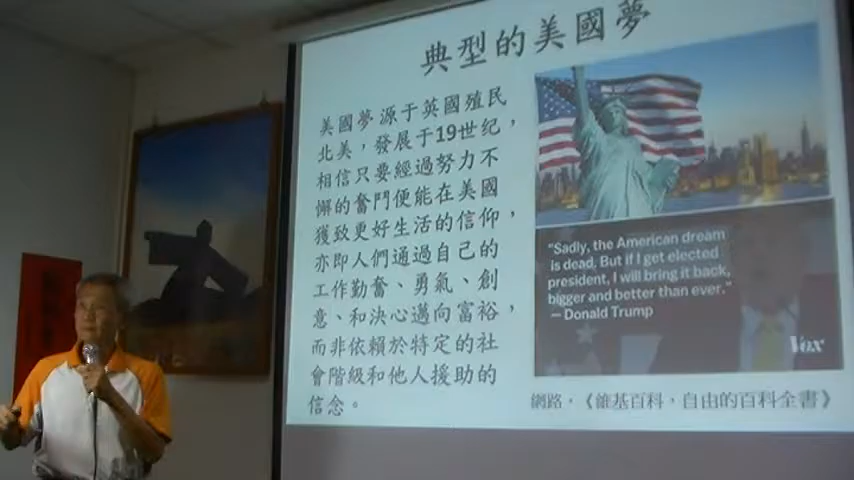 典型的美國夢
美國夢源于英國殖民
北美，發展于19世纪，
相信只要經過努力不
懈的奮鬥便能在美國
獲致更好生活的信仰，
亦即人們通過自己的
工作勤奮、勇氣、創
意、和決心邁向富裕，
而非依賴於特定的社
會階級和他人援助的
信念。
"Sadly, the American dream
is dead. But if I get elected
president, I will bring it back,
bigger and better than ever."
— Donald Trump
Vox
網路，《維基百科，自由的百科全書》